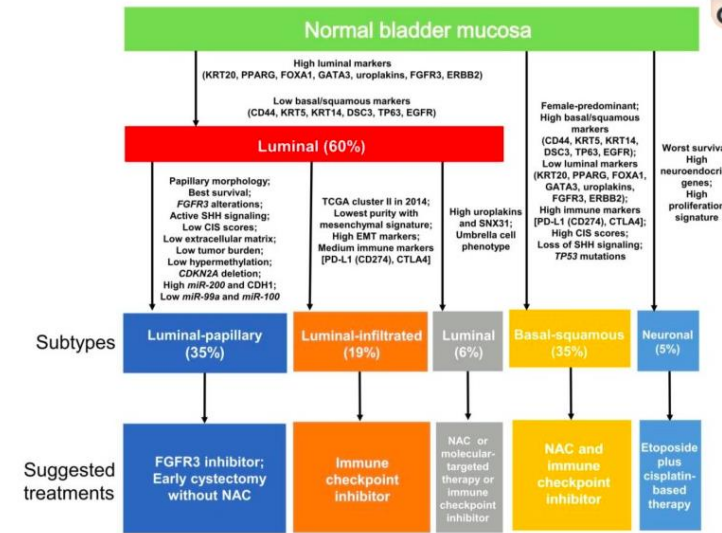 Normal bladder mucosa
High luminal markers
(KRT20, PPARG, FOXA1, GATA3, uroplakins, FGFR3, ERBB2)
Low basal/squamous markers
(CD44, KRT5, KRT14, DSC3, TP63, EGFR)
Luminal (60%)
Papillary morphology;
Best survival;
FGFR3 alterations;
Active SHH signaling;
Low CIS scores;
Low extracellular matrix;
Low tumor burden;
Low hypermethylation;
CDKN2A deletion;
High miR-200 and CDH1;
Low miR-99a and miR-100
TCGA cluster II in 2014;
Lowest purity with
mesenchymal signature;
High EMT markers;
Medium immune markers
[PD-L1 (CD274), CTLA4]
High uroplakins
and SNX31;
Umbrella cell
phenotype
Female-predominant;
High basal/squamous
markers
(CD44, KRT5, KRT14,
DSC3, TP63, EGFR);
Low luminal markers
(KRT20, PPARG, FOXA1,
GATA3, uroplakins,
FGFR3, ERBB2);
High immune markers
[PD-L1 (CD274), CTLA4];
High CIS scores;
Loss of SHH signaling;
TP53 mutations
Worst surviva
High
neuroendocri
genes;
High
proliferation
signature
Subtypes
Luminal-papillary
(35%)
Luminal-infiltrated
(19%)
Luminal
(6%)
Basal-squamous
(35%)
Neuronal
(5%)
Suggested
treatments
FGFR3 inhibitor;
Early cystectomy
without NAC
Immune
checkpoint
inhibitor
NAC or
molecular-
targeted
therapy or
immune
checkpoint
inhibitor
NAC and
immune
checkpoint
inhibitor
Etoposide
plus
cisplatin-
based
therapy